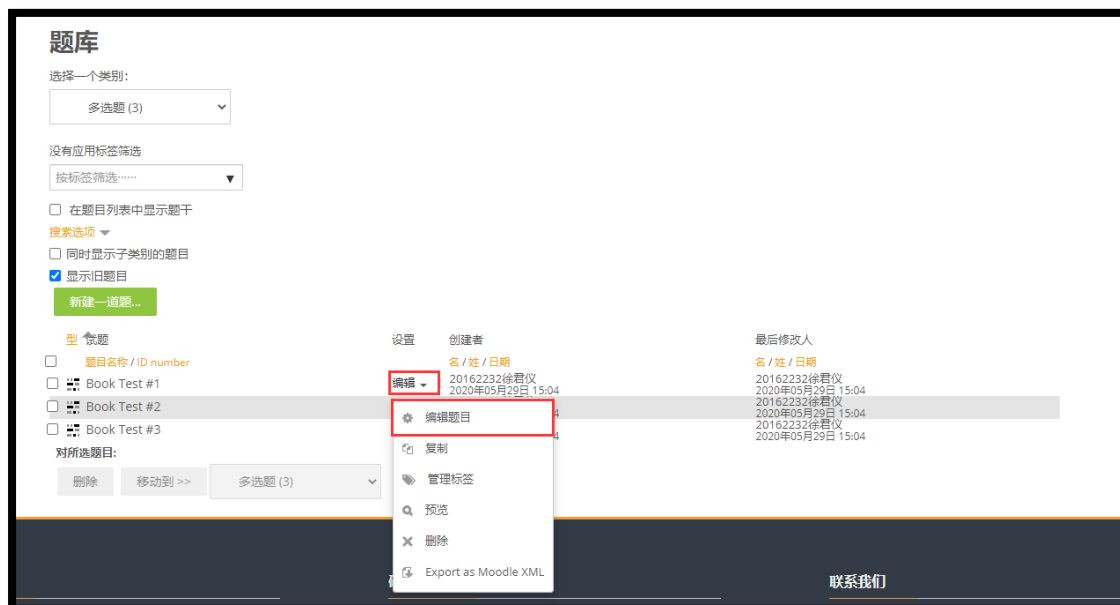 题库
选择一个类别:
多选题 (3)
没有应用标签筛选
按标签筛选……
在题目列表中显示题干
搜索选项
同时显示子类别的题目
显示旧题目
新建一道题...
型 试题 设置 创建者 最后修改人
题目名称 / ID number 名 / 姓 / 日期 名 / 姓 / 日期
Book Test #1 编辑 20162232徐君仪 20162232徐君仪
2020年05月29日 15:04 2020年05月29日 15:04
Book Test #2 20162232徐君仪
编辑题目 4 2020年05月29日 15:04
Book Test #3 20162232徐君仪
4 2020年05月29日 15:04
对所选题目:
复制
删除 移动到 >> 多选题 (3) 管理标签
预览
删除
Export as Moodle XML
联系我们